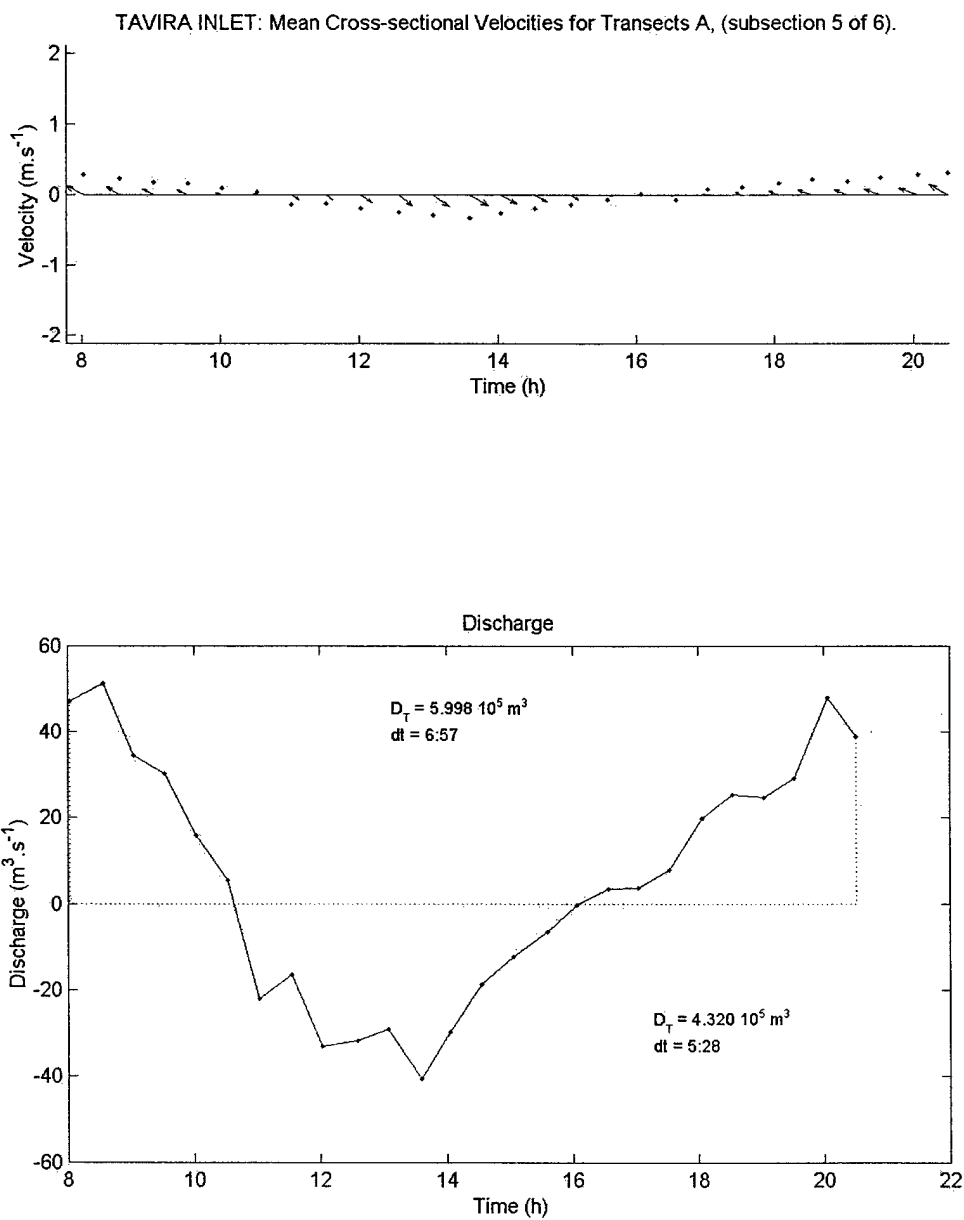 TAVIRA INLET: Mean Cross-sectional Velocities for Transects A, (subsection 5 of 6).
2
1
0
-1
-2
Velocity (m.s⁻¹)
8 10 12 14 16 18 20
Time (h)
Discharge
60
40
20
0
-20
-40
-60
Discharge (m³.s⁻¹)
D_T = 5.998 10⁵ m³
dt = 6:57
D_T = 4.320 10⁵ m³
dt = 5:28
8 10 12 14 16 18 20 22
Time (h)